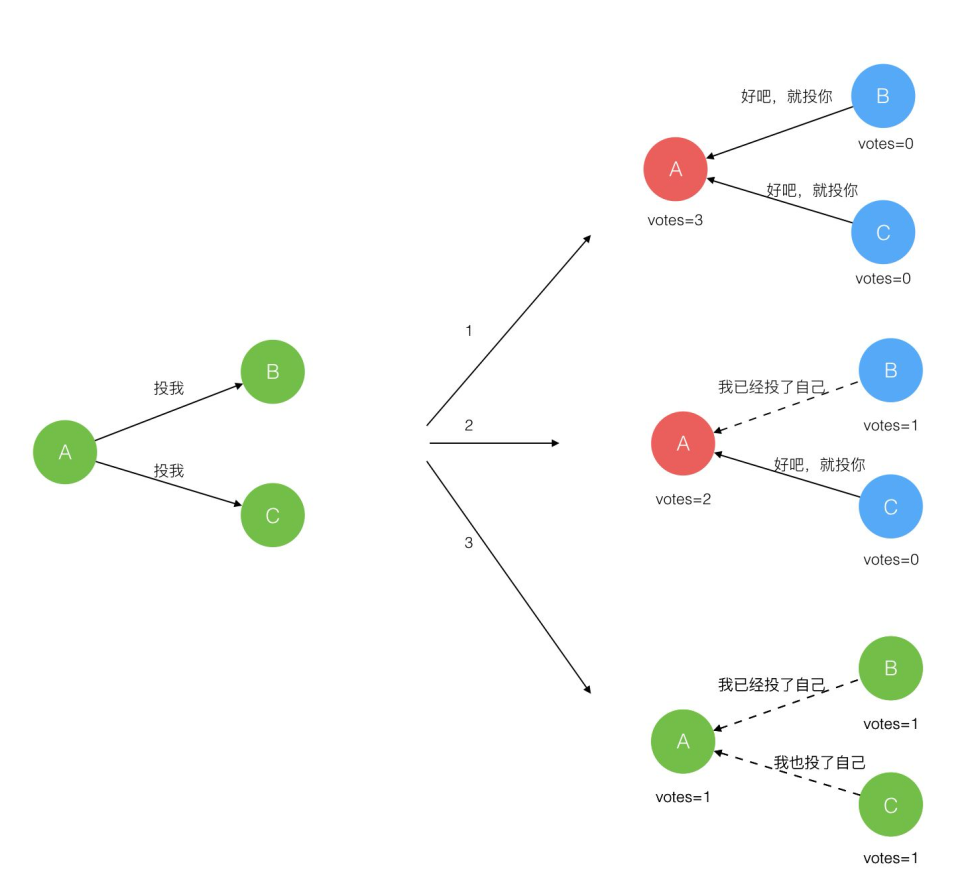 A
投我
投我
B
C
1
2
3
好吧，就投你
B
votes=0
A
votes=3
好吧，就投你
C
votes=0
我已经投了自己
B
votes=1
A
votes=2
好吧，就投你
C
votes=0
我已经投了自己
B
votes=1
A
votes=1
我也投了自己
C
votes=1